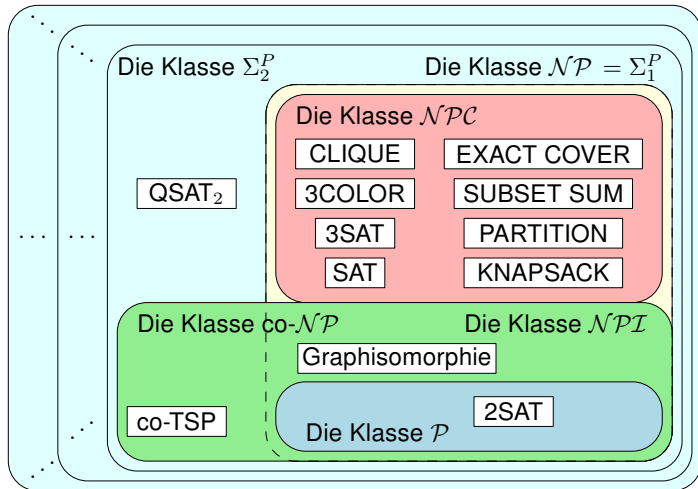 Die Klasse Σ₂ᴾ Die Klasse 𝒩𝒫 = Σ₁ᴾ
Die Klasse 𝒩𝒫𝒞
CLIQUE EXACT COVER
QSAT₂ 3COLOR SUBSET SUM
... ... 3SAT PARTITION
SAT KNAPSACK
Die Klasse co-𝒩𝒫 Die Klasse 𝒩𝒫ℐ
Graphisomorphie
co-TSP 2SAT
Die Klasse 𝒫